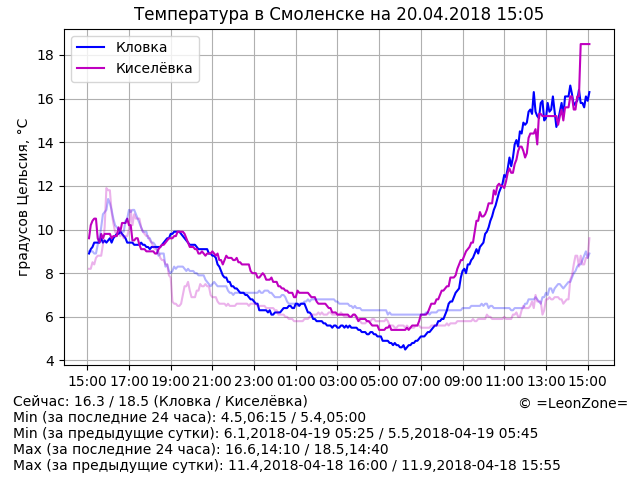 Температура в Смоленске на 20.04.2018 15:05
Кловка
Киселёвка
градусов Цельсия, °C
18
16
14
12
10
8
6
4
15:00 17:00 19:00 21:00 23:00 01:00 03:00 05:00 07:00 09:00 11:00 13:00 15:00
Сейчас: 16.3 / 18.5 (Кловка / Киселёвка)
© =LeonZone=
Min (за последние 24 часа): 4.5,06:15 / 5.4,05:00
Min (за предыдущие сутки): 6.1,2018-04-19 05:25 / 5.5,2018-04-19 05:45
Max (за последние 24 часа): 16.6,14:10 / 18.5,14:40
Max (за предыдущие сутки): 11.4,2018-04-18 16:00 / 11.9,2018-04-18 15:55